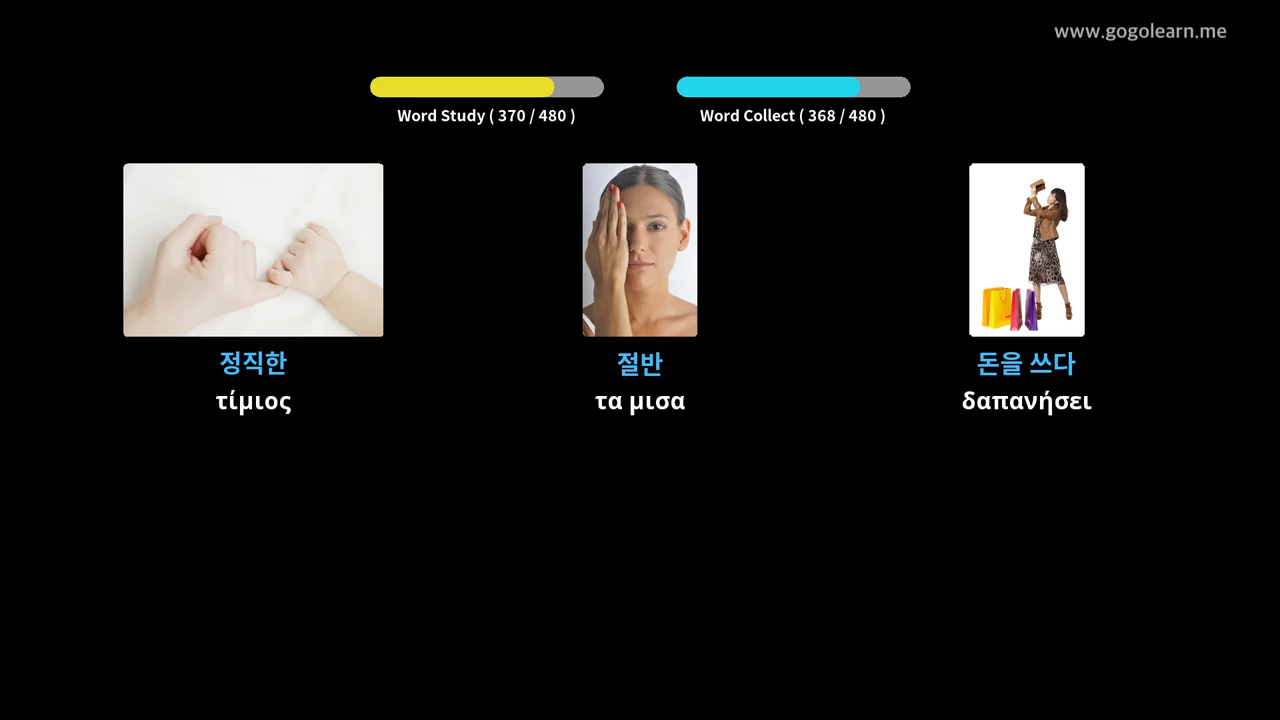 www.gogolearn.me
Word Study ( 370 / 480 )
Word Collect ( 368 / 480 )
정직한
τίμιος
절반
τα μισα
돈을 쓰다
δαπανήσει